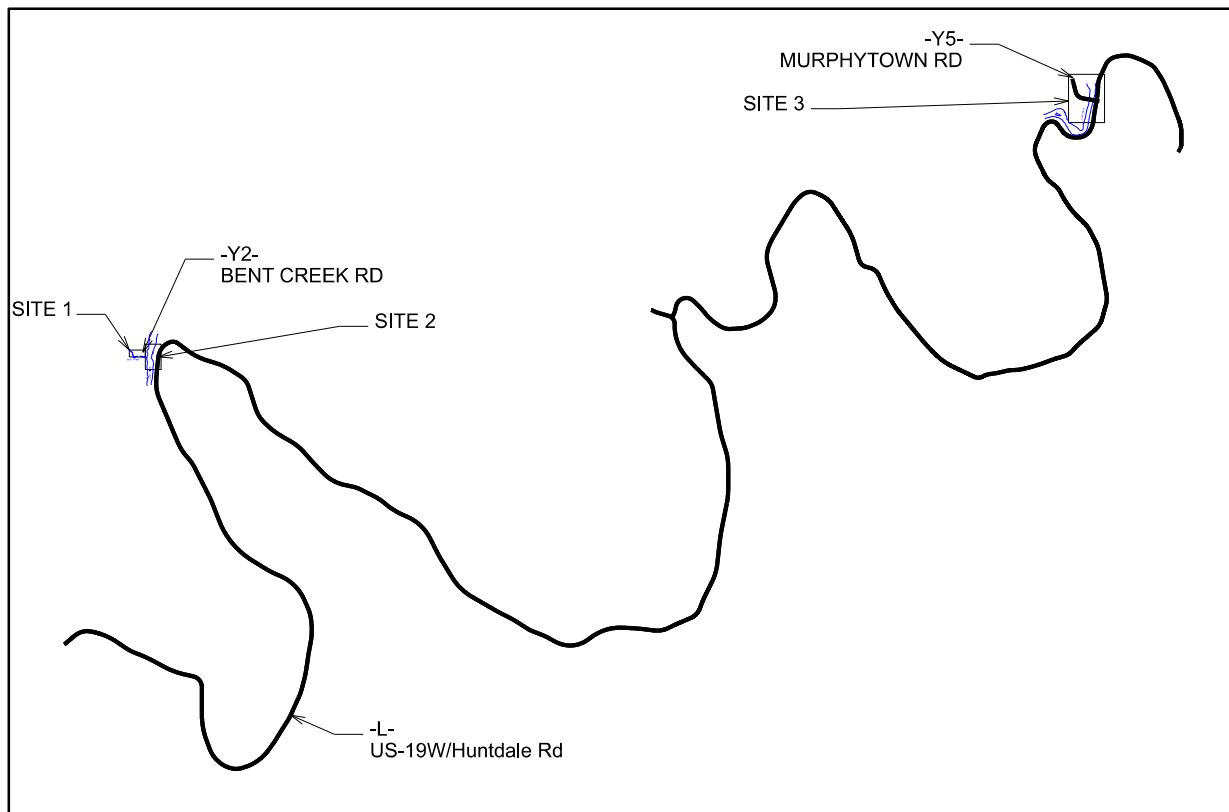 -Y5-
MURPHYTOWN RD
SITE 3
-Y2-
BENT CREEK RD
SITE 1
SITE 2
-L-
US-19W/Huntdale Rd